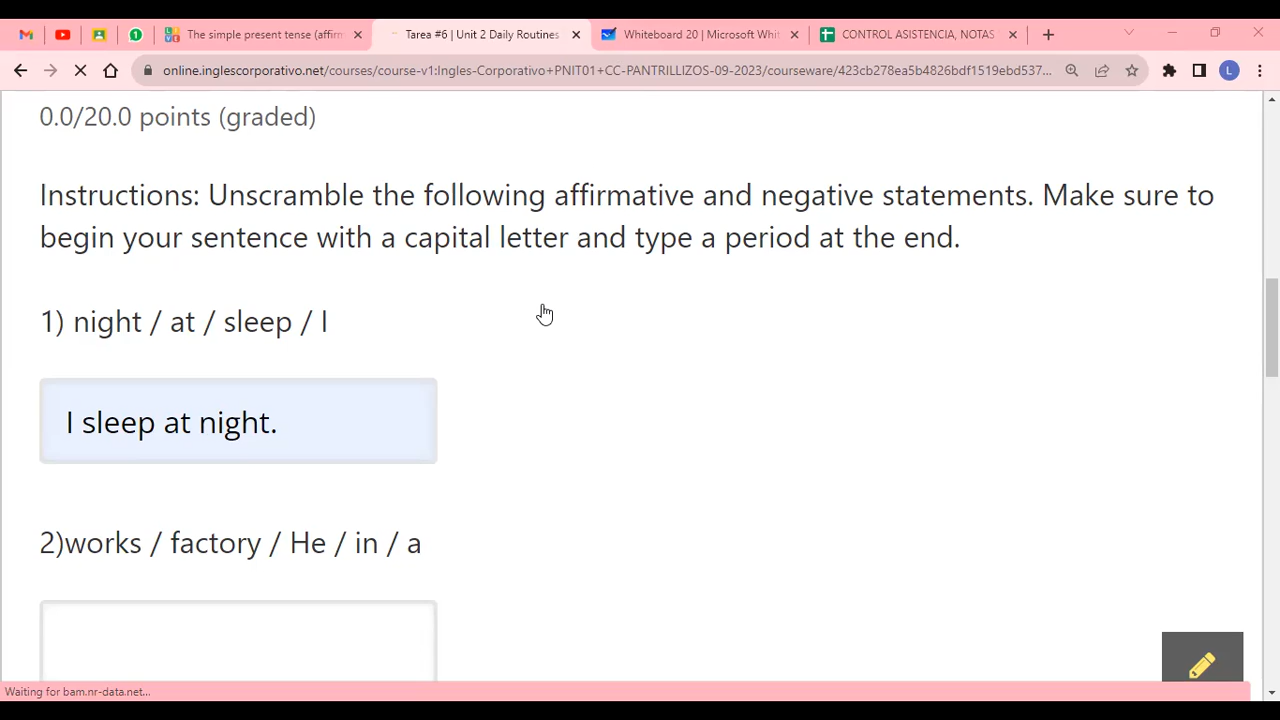 The simple present tense (affirm
Tarea #6 | Unit 2 Daily Routines
Whiteboard 20 | Microsoft Whit
CONTROL ASISTENCIA, NOTAS
online.inglescorporativo.net/courses/course-v1:Ingles-Corporativo+PNIT01+CC-PANTRILLIZOS-09-2023/courseware/423cb278ea5b4826bdf1519ebd537...
L
0.0/20.0 points (graded)
Instructions: Unscramble the following affirmative and negative statements. Make sure to
begin your sentence with a capital letter and type a period at the end.
1) night / at / sleep / I
I sleep at night.
2)works / factory / He / in / a
Waiting for bam.nr-data.net...